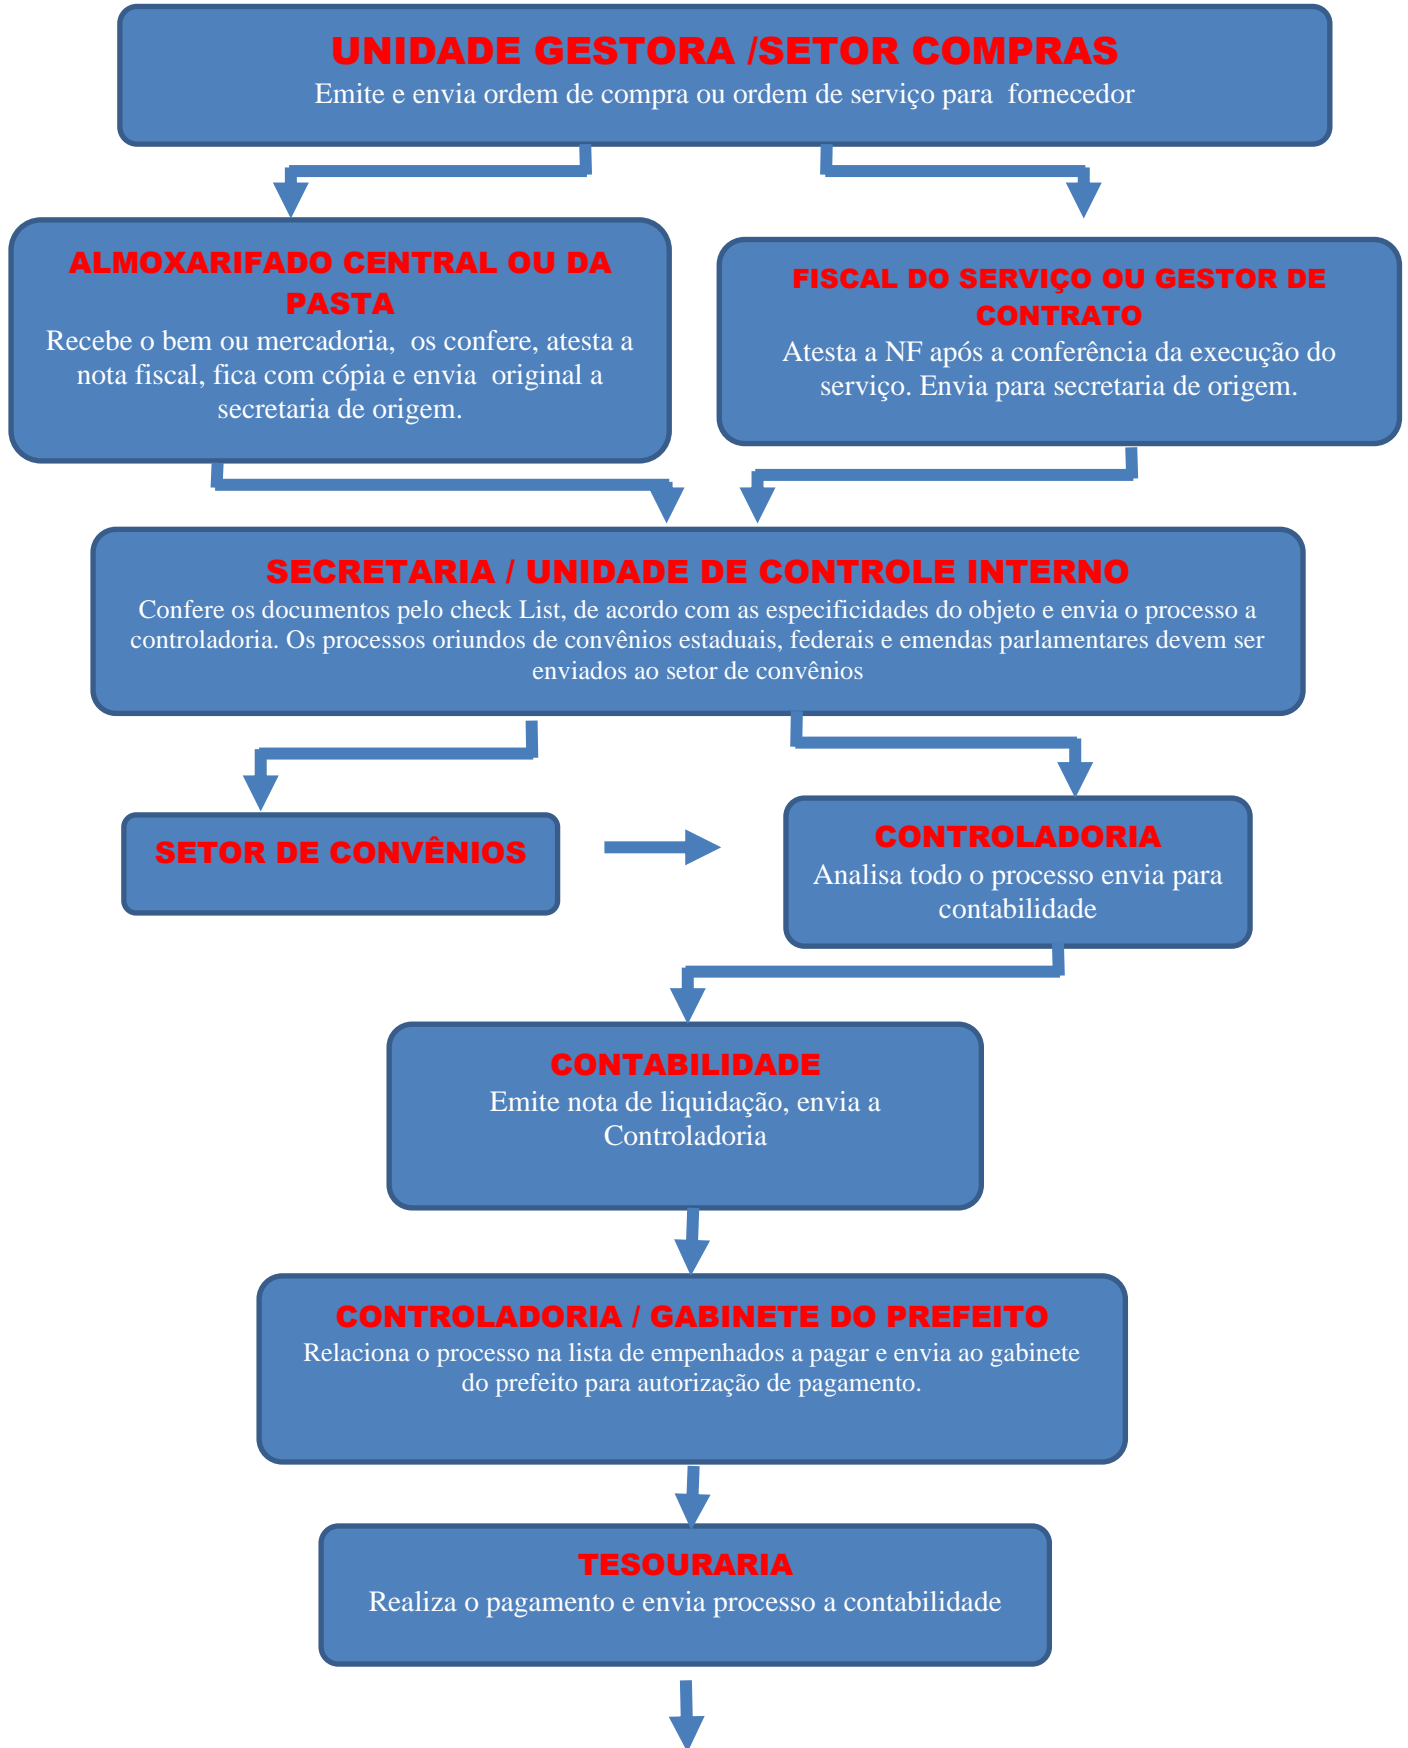 UNIDADE GESTORA /SETOR COMPRAS
Emite e envia ordem de compra ou ordem de serviço para fornecedor
ALMOXARIFADO CENTRAL OU DA
PASTA
Recebe o bem ou mercadoria, os confere, atesta a
nota fiscal, fica com cópia e envia original a
secretaria de origem.
FISCAL DO SERVIÇO OU GESTOR DE
CONTRATO
Atesta a NF após a conferência da execução do
serviço. Envia para secretaria de origem.
SECRETARIA / UNIDADE DE CONTROLE INTERNO
Confere os documentos pelo check List, de acordo com as especificidades do objeto e envia o processo a
controladoria. Os processos oriundos de convênios estaduais, federais e emendas parlamentares devem ser
enviados ao setor de convênios
SETOR DE CONVÊNIOS
CONTROLADORIA
Analisa todo o processo envia para
contabilidade
CONTABILIDADE
Emite nota de liquidação, envia a
Controladoria
CONTROLADORIA / GABINETE DO PREFEITO
Relaciona o processo na lista de empenhados a pagar e envia ao gabinete
do prefeito para autorização de pagamento.
TESOURARIA
Realiza o pagamento e envia processo a contabilidade